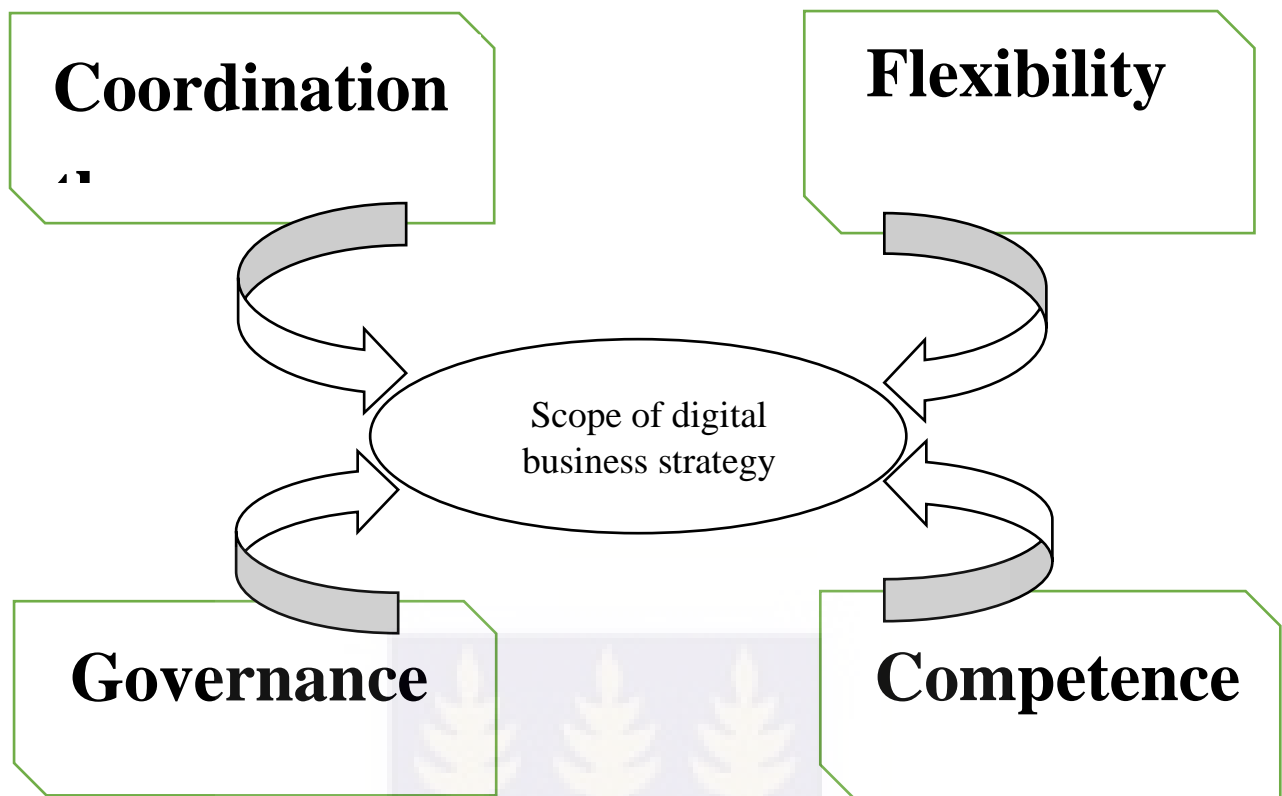 Coordination
Flexibility
Scope of digital
business strategy
Governance
Competence